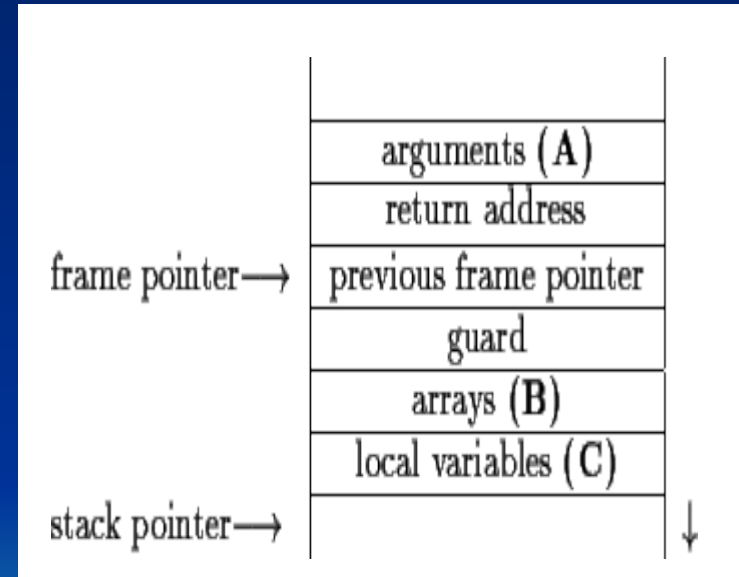 arguments (A)
return address
frame pointer⟶ previous frame pointer
guard
arrays (B)
local variables (C)
stack pointer⟶ ↓